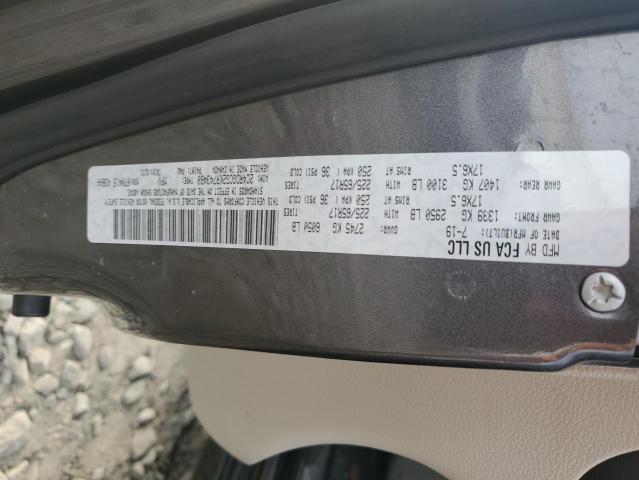 MFD BY FCA US LLC
DATE OF MFR(BUILT): 7-19 GVWR: 2745 KG 6050 LB
GAWR FRONT: 1339 KG 2950 LB TIRES 225/65R17
17X6.5 RIMS AT 250 KPA ( 36 PSI) COLD
GAWR REAR: 1407 KG 3100 LB TIRES 225/65R17
17X6.5 RIMS AT 250 KPA ( 36 PSI) COLD
THIS VEHICLE CONFORMS TO ALL APPLICABLE U.S.A. FEDERAL MOTOR VEHICLE
STANDARDS IN EFFECT ON THE DATE OF MANUFACTURE SHOWN ABOVE.
VIN: TYPE: MPV
VEHICLE MADE IN CANADA PAINT: PAU